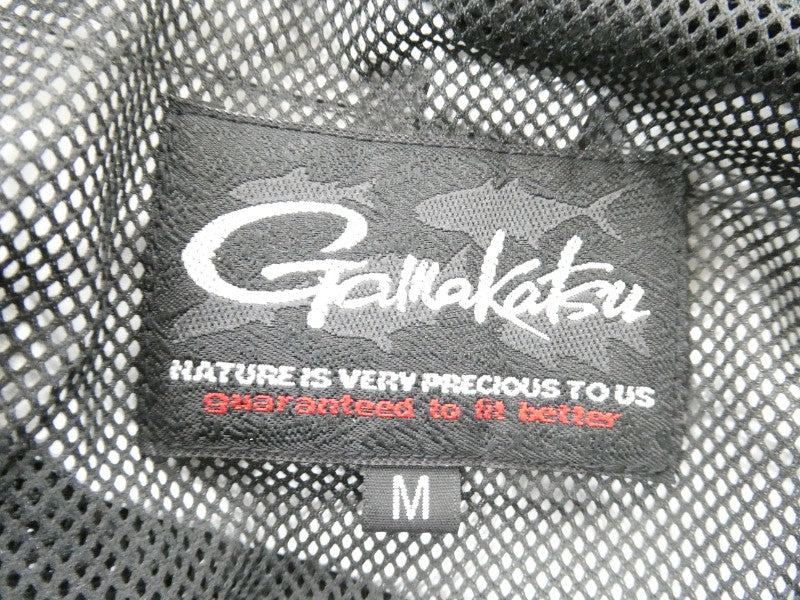 Gamakatsu
NATURE IS VERY PRECIOUS TO US
guaranteed to fit better
M